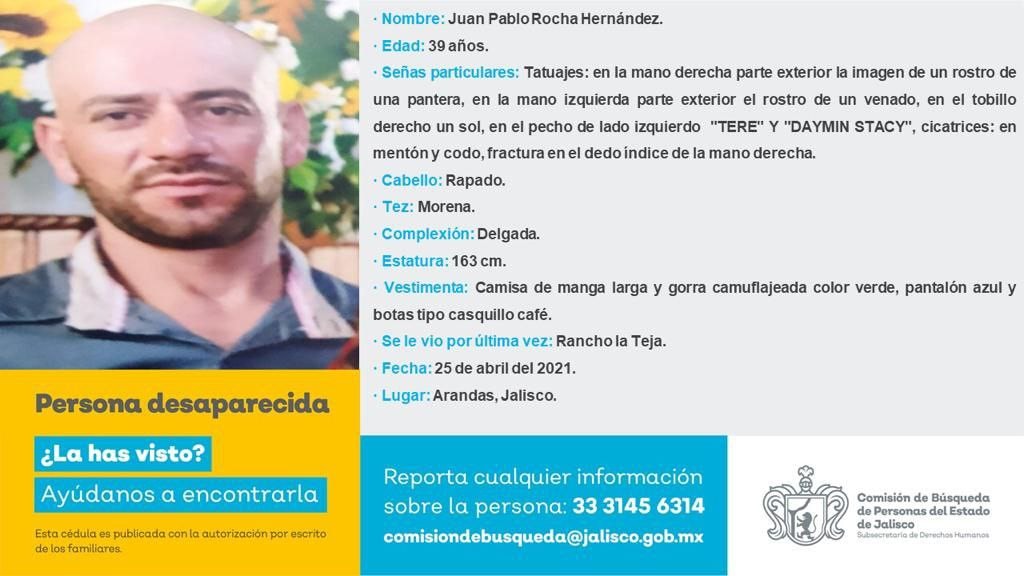 · Nombre: Juan Pablo Rocha Hernández.
· Edad: 39 años.
· Señas particulares: Tatuajes: en la mano derecha parte exterior la imagen de un rostro de
una pantera, en la mano izquierda parte exterior el rostro de un venado, en el tobillo
derecho un sol, en el pecho de lado izquierdo "TERE" Y "DAYMIN STACY", cicatrices: en
mentón y codo, fractura en el dedo índice de la mano derecha.
· Cabello: Rapado.
· Tez: Morena.
· Complexión: Delgada.
· Estatura: 163 cm.
· Vestimenta: Camisa de manga larga y gorra camuflajeada color verde, pantalón azul y
botas tipo casquillo café.
· Se le vio por última vez: Rancho la Teja.
· Fecha: 25 de abril del 2021.
· Lugar: Arandas, Jalisco.
Persona desaparecida
¿La has visto?
Ayúdanos a encontrarla
Esta cédula es publicada con la autorización por escrito
de los familiares.
Reporta cualquier información
sobre la persona: 33 3145 6314
comisiondebusqueda@jalisco.gob.mx
Comisión de Búsqueda
de Personas del Estado
de Jalisco
Subsecretaría de Derechos Humanos